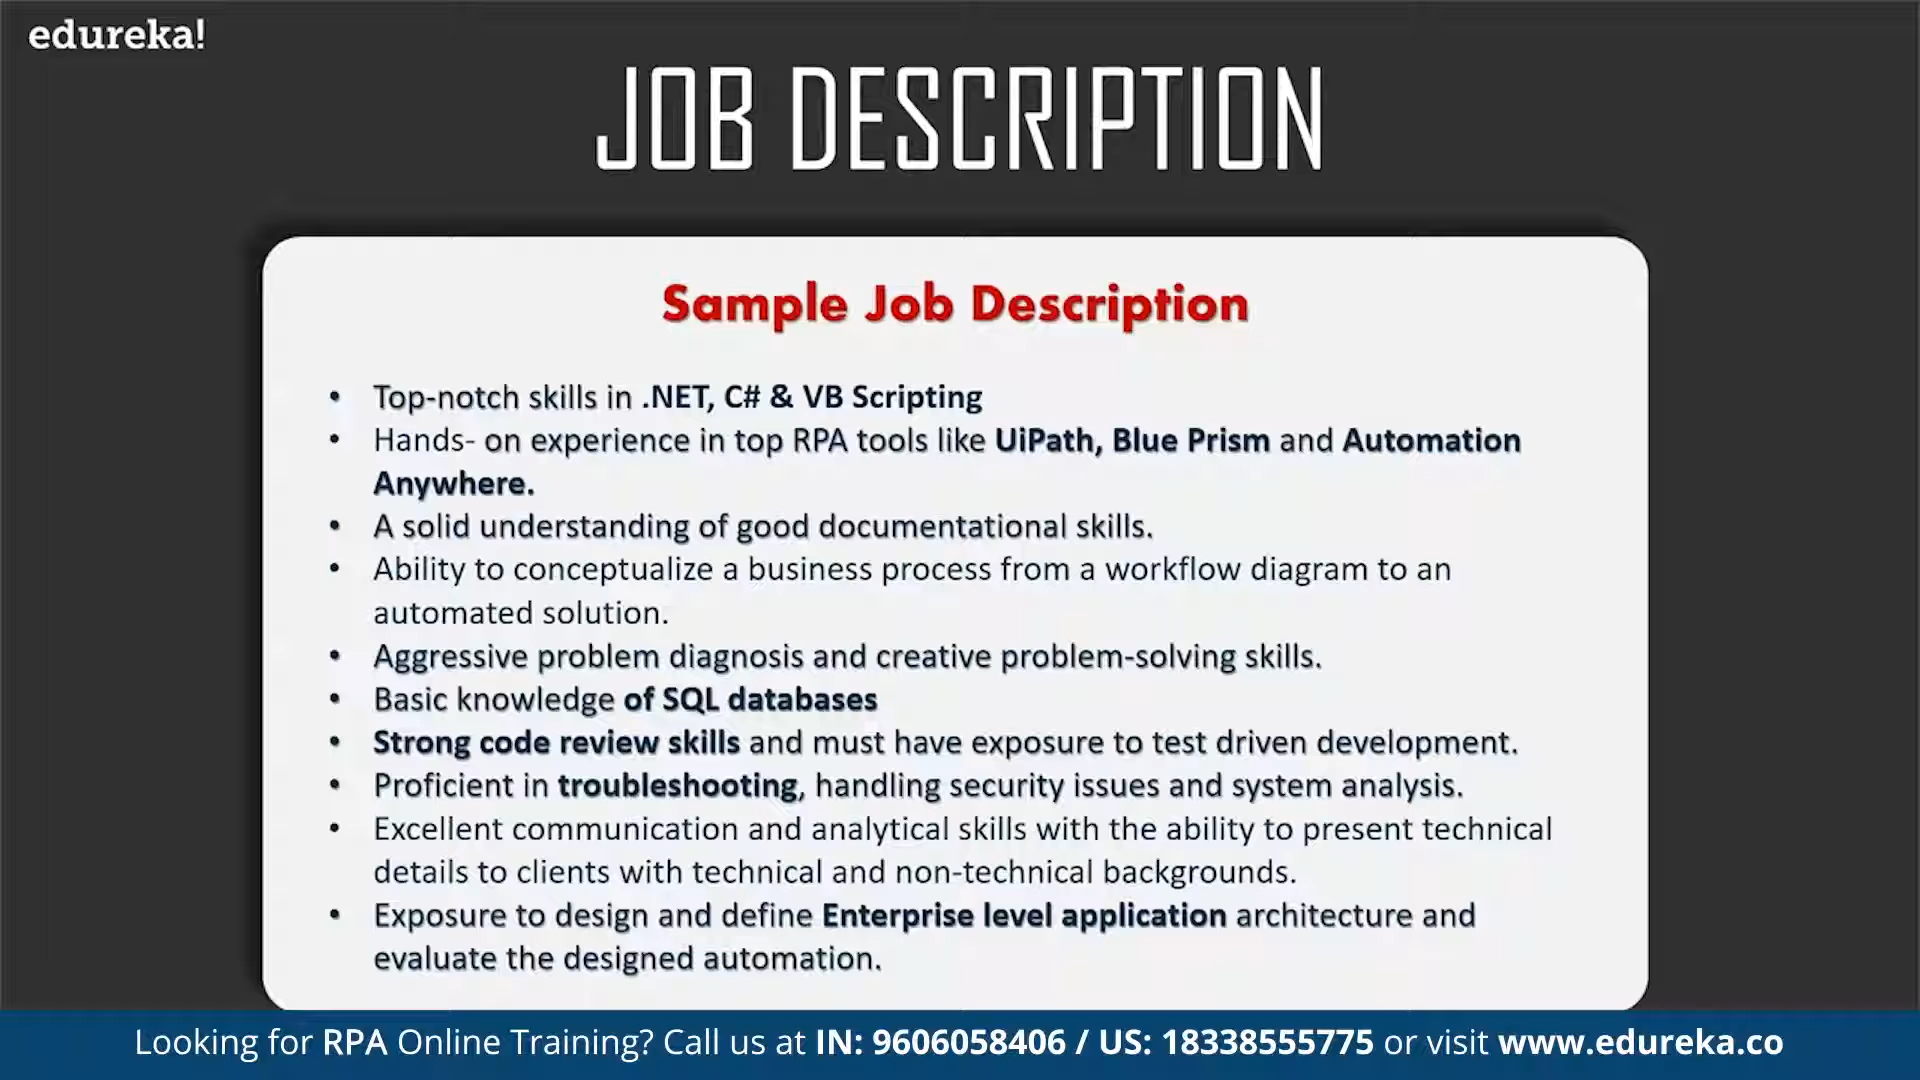 edureka!
JOB DESCRIPTION
Sample Job Description
• Top-notch skills in .NET, C# & VB Scripting
• Hands- on experience in top RPA tools like UiPath, Blue Prism and Automation
Anywhere.
• A solid understanding of good documentational skills.
• Ability to conceptualize a business process from a workflow diagram to an
automated solution.
• Aggressive problem diagnosis and creative problem-solving skills.
• Basic knowledge of SQL databases
• Strong code review skills and must have exposure to test driven development.
• Proficient in troubleshooting, handling security issues and system analysis.
• Excellent communication and analytical skills with the ability to present technical
details to clients with technical and non-technical backgrounds.
• Exposure to design and define Enterprise level application architecture and
evaluate the designed automation.
Looking for RPA Online Training? Call us at IN: 9606058406 / US: 18338555775 or visit www.edureka.co